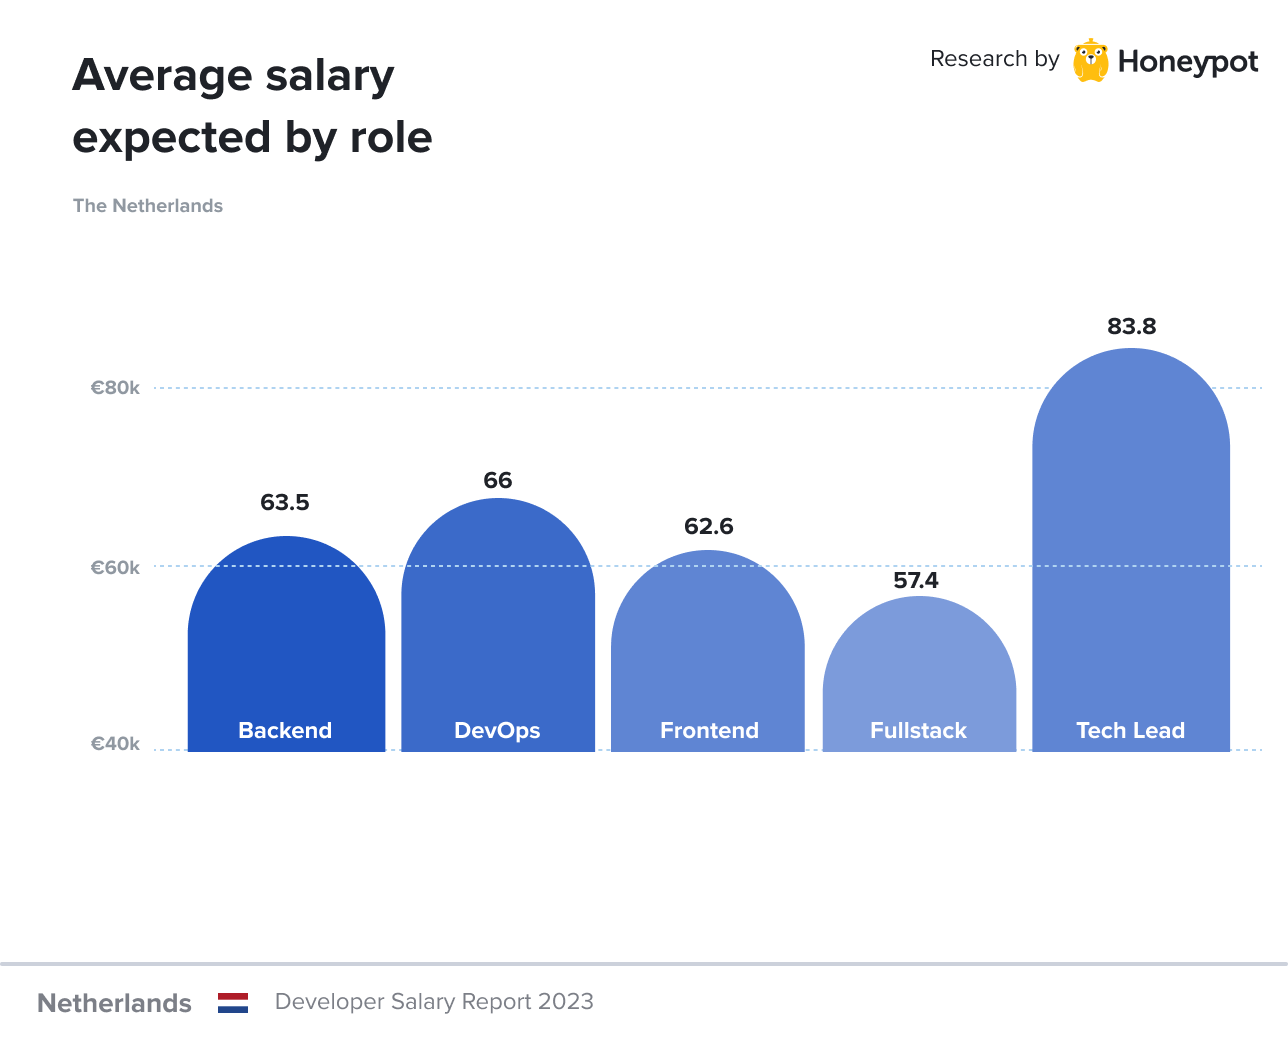 Average salary
expected by role
Research by Honeypot
The Netherlands
83.8
€80k
66
63.5
62.6
€60k
57.4
Backend
DevOps
Frontend
Fullstack
Tech Lead
€40k
Netherlands
Developer Salary Report 2023